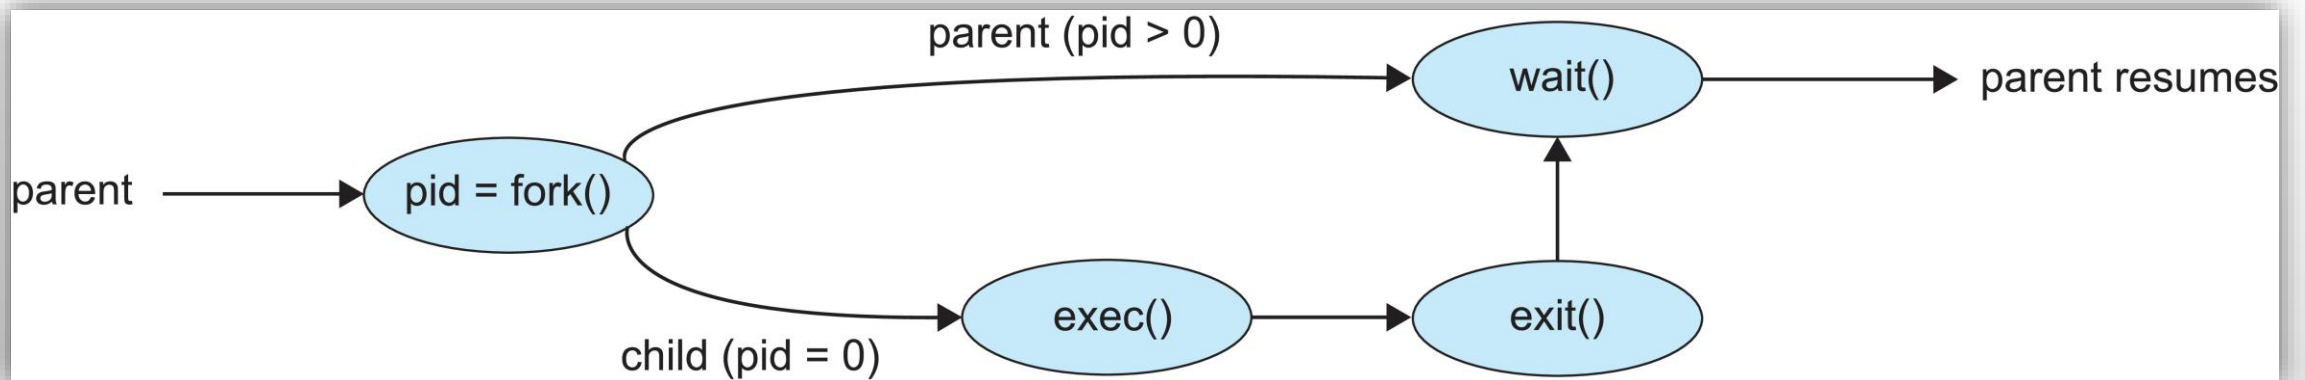 parent (pid > 0)
wait()
parent resumes
parent
pid = fork()
exec()
exit()
child (pid = 0)